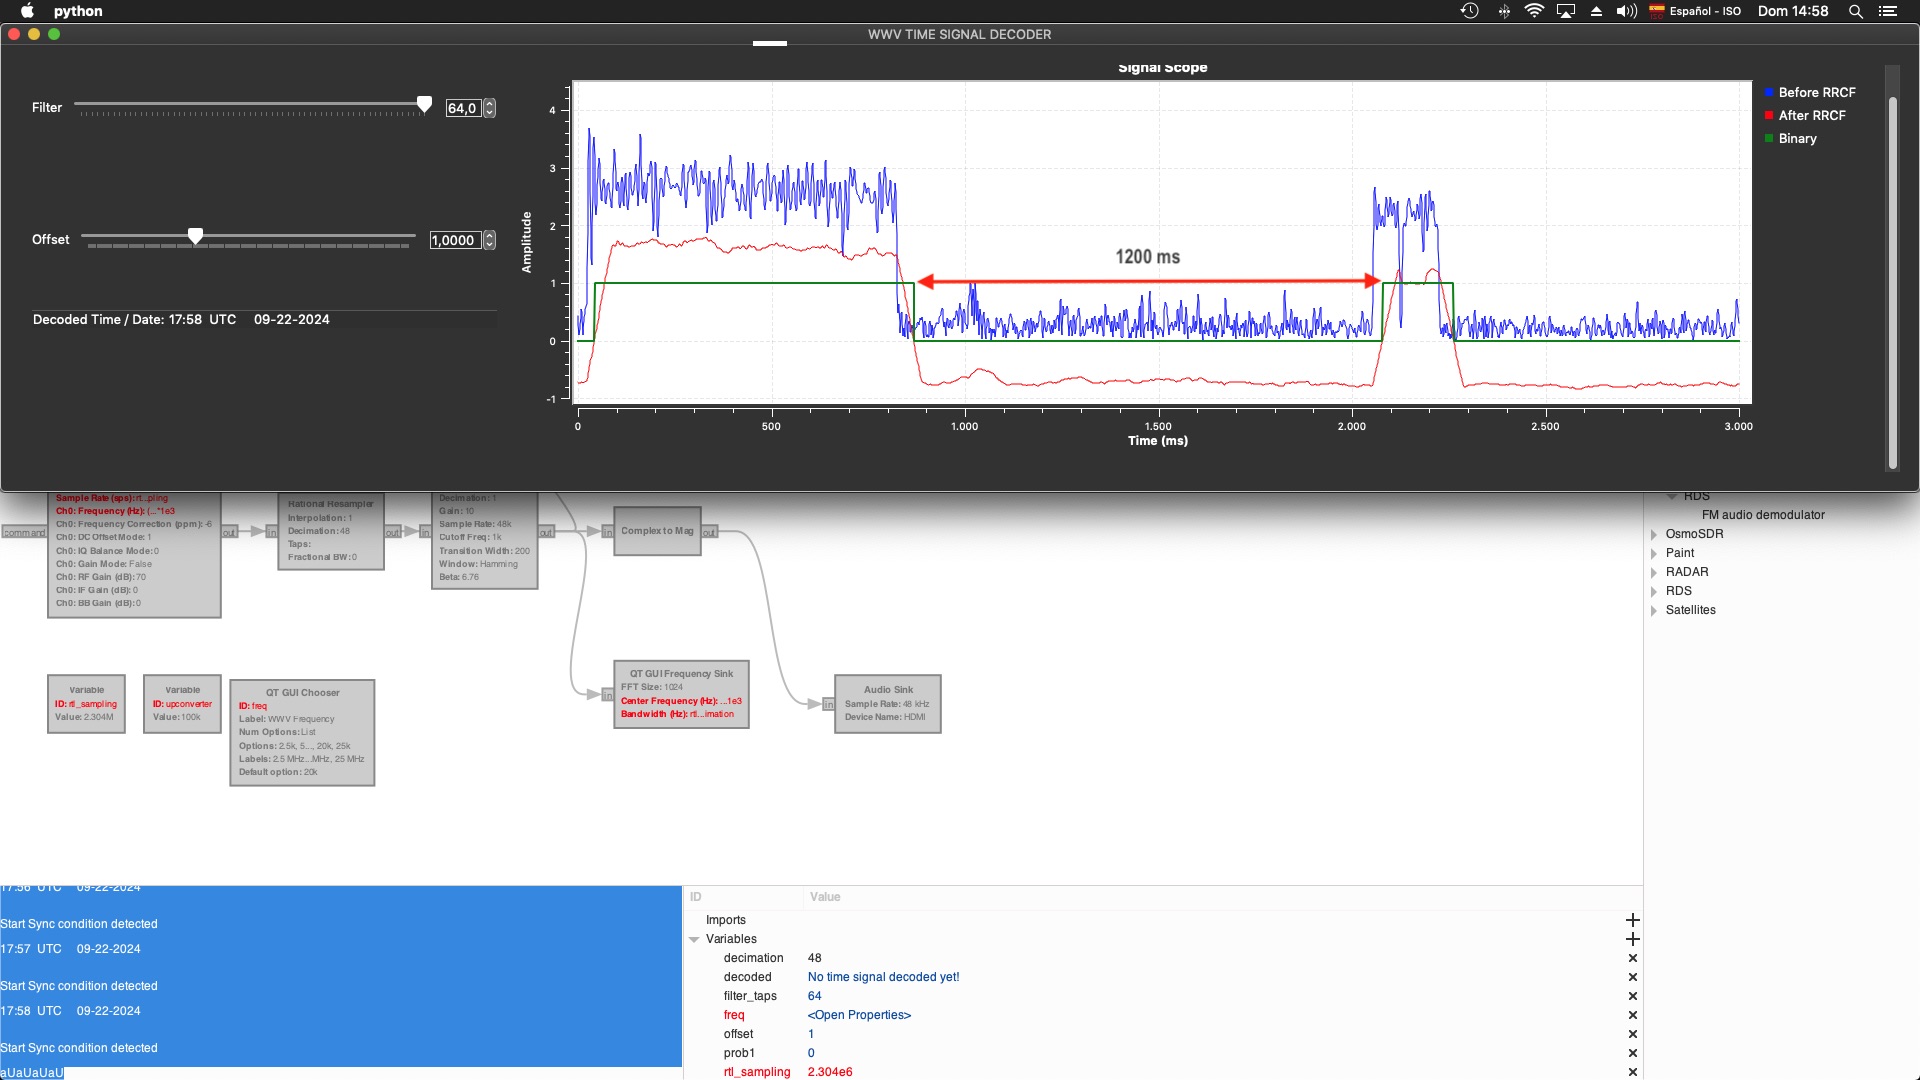 python
Español - ISO
Dom 14:58
WWV TIME SIGNAL DECODER
Filter
64,0
Offset
1,0000
Decoded Time / Date: 17:58 UTC 09-22-2024
Signal Scope
Amplitude
4
3
2
1
0
-1
1200 ms
0
500
1.000
1.500
2.000
2.500
3.000
Time (ms)
Before RRCF
After RRCF
Binary
command
Sample Rate (sps): rt...pling
Ch0: Frequency (Hz): (...*1e3
Ch0: Frequency Correction (ppm): -6
Ch0: DC Offset Mode: 1
Ch0: IQ Balance Mode: 0
Ch0: Gain Mode: False
Ch0: RF Gain (dB): 70
Ch0: IF Gain (dB): 0
Ch0: BB Gain (dB): 0
out
in
Rational Resampler
Interpolation: 1
Decimation: 48
Taps:
Fractional BW: 0
out
in
Decimation: 1
Gain: 10
Sample Rate: 48k
Cutoff Freq: 1k
Transition Width: 200
Window: Hamming
Beta: 6.76
out
in
Complex to Mag
out
in
QT GUI Frequency Sink
FFT Size: 1024
Center Frequency (Hz): ...1e3
Bandwidth (Hz): rtl...imation
in
Audio Sink
Sample Rate: 48 kHz
Device Name: HDMI
Variable
ID: rtl_sampling
Value: 2.304M
Variable
ID: upconverter
Value: 100k
QT GUI Chooser
ID: freq
Label: WWV Frequency
Num Options: List
Options: 2.5k, 5..., 20k, 25k
Labels: 2.5 MHz...MHz, 25 MHz
Default option: 20k
RDS
FM audio demodulator
OsmoSDR
Paint
RADAR
RDS
Satellites
17:56 UTC 09-22-2024
Start Sync condition detected
17:57 UTC 09-22-2024
Start Sync condition detected
17:58 UTC 09-22-2024
Start Sync condition detected
aUaUaUaU
ID Value
Imports
Variables
decimation 48
decoded No time signal decoded yet!
filter_taps 64
freq <Open Properties>
offset 1
prob1 0
rtl_sampling 2.304e6